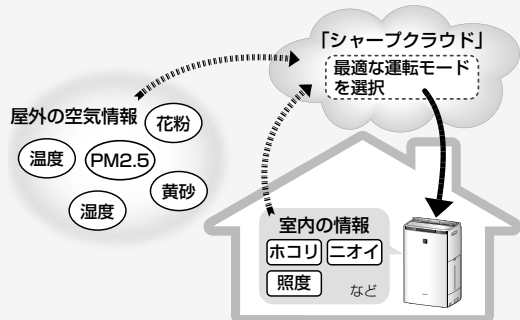 「シャープクラウド」
最適な運転モード
を選択
屋外の空気情報
花粉
温度
PM2.5
黄砂
湿度
室内の情報
ホコリ
ニオイ
照度
など